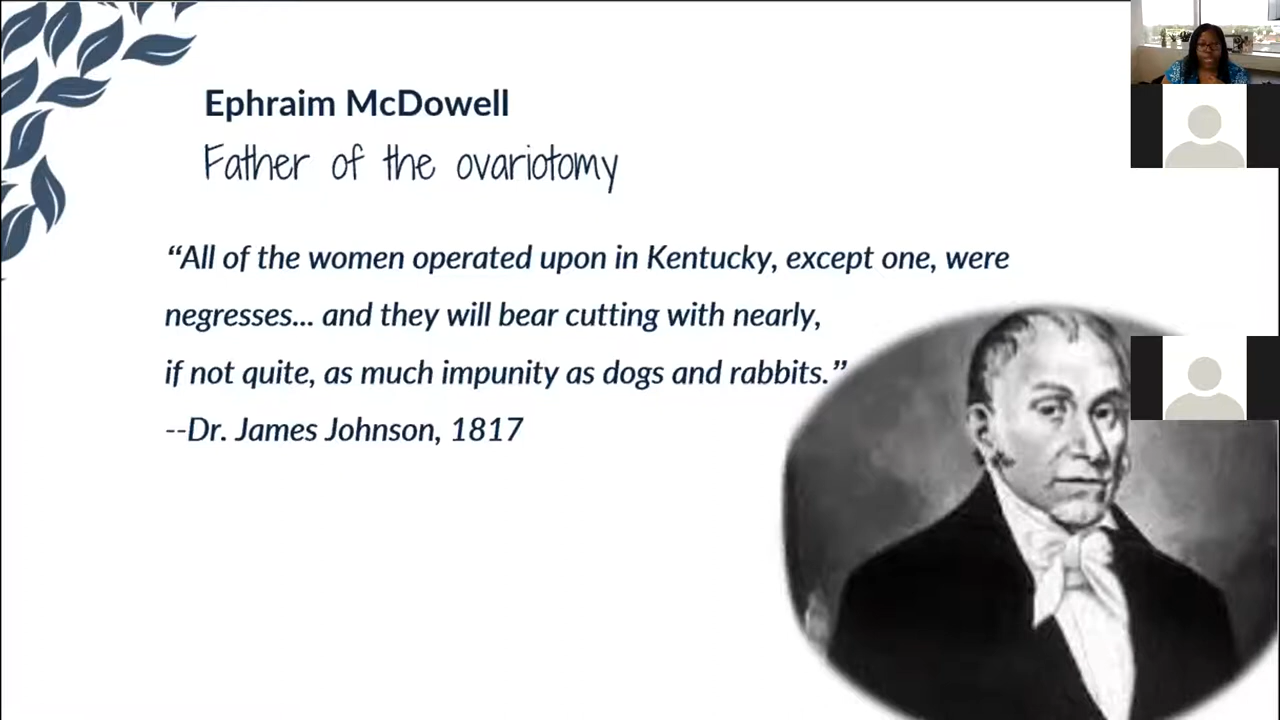 Ephraim McDowell
Father of the ovariotomy
“All of the women operated upon in Kentucky, except one, were
negresses... and they will bear cutting with nearly,
if not quite, as much impunity as dogs and rabbits.”
--Dr. James Johnson, 1817